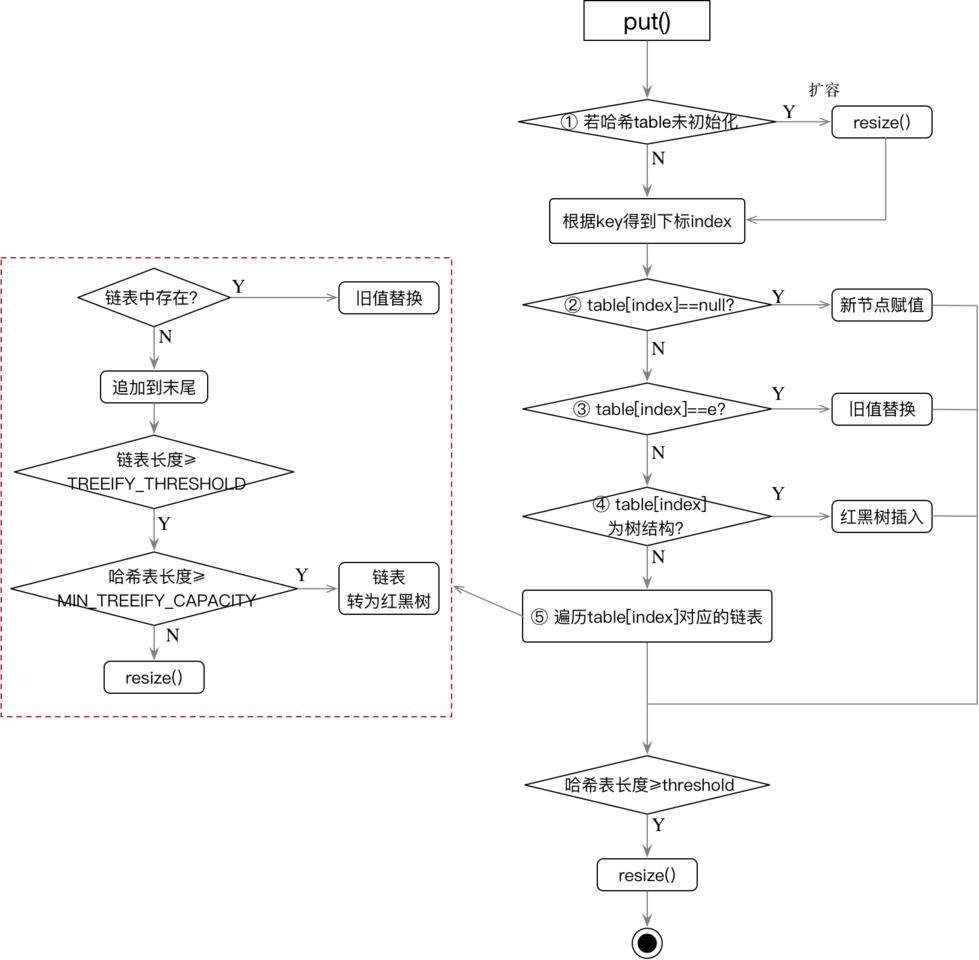 put()
扩容
① 若哈希table未初始化
Y
resize()
N
根据key得到下标index
② table[index]==null?
Y
新节点赋值
N
③ table[index]==e?
Y
旧值替换
N
④ table[index]
为树结构?
Y
红黑树插入
N
⑤ 遍历table[index]对应的链表
链表中存在?
Y
旧值替换
N
追加到末尾
链表长度≥
TREEIFY_THRESHOLD
Y
哈希表长度≥
MIN_TREEIFY_CAPACITY
Y
链表
转为红黑树
N
resize()
哈希表长度≥threshold
Y
resize()